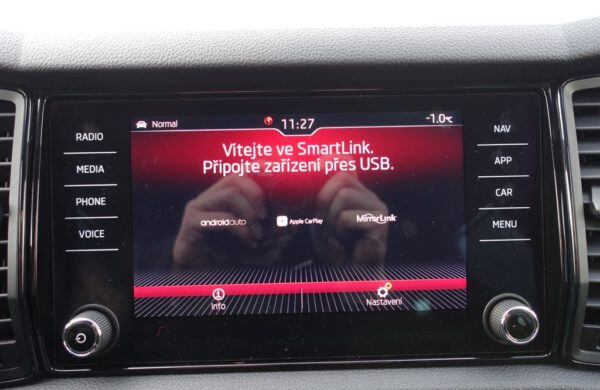 RADIO
MEDIA
PHONE
VOICE
Normal
11:27
-1.0°C
Vítejte ve SmartLink.
Připojte zařízení přes USB.
androidauto
Apple CarPlay
MirrorLink
Info
Nastavení
NAV
APP
CAR
MENU